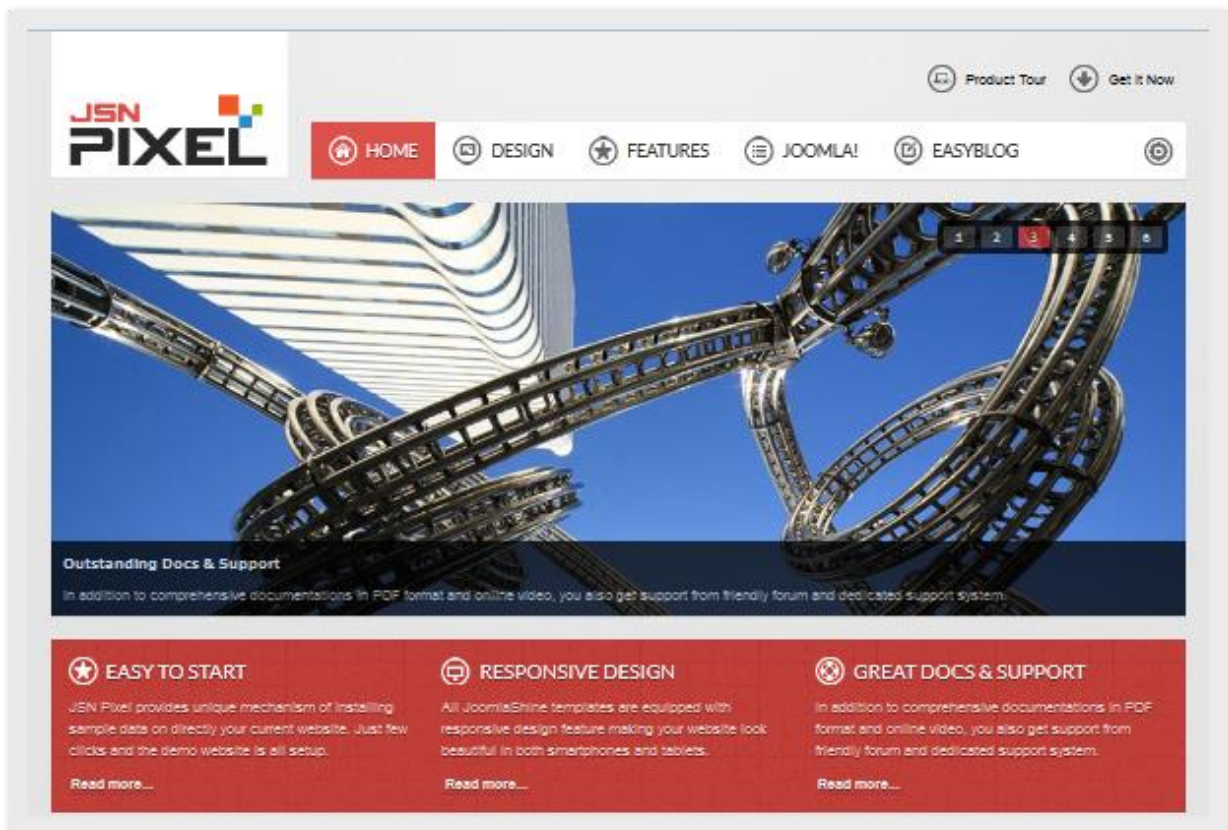 JSN
PIXEL
Product Tour
Get It Now
HOME
DESIGN
FEATURES
JOOMLA!
EASYBLOG
1 2 3 4 5 6
Outstanding Docs & Support
In addition to comprehensive documentations in PDF format and online video, you also get support from friendly forum and dedicated support system.
EASY TO START
JSN Pixel provides unique mechanism of installing
sample data on directly your current website. Just few
clicks and the demo website is all setup.
Read more...
RESPONSIVE DESIGN
All JoomlaShine templates are equipped with
responsive design feature making your website look
beautiful in both smartphones and tablets.
Read more...
GREAT DOCS & SUPPORT
In addition to comprehensive documentations in PDF
format and online video, you also get support from
friendly forum and dedicated support system.
Read more...